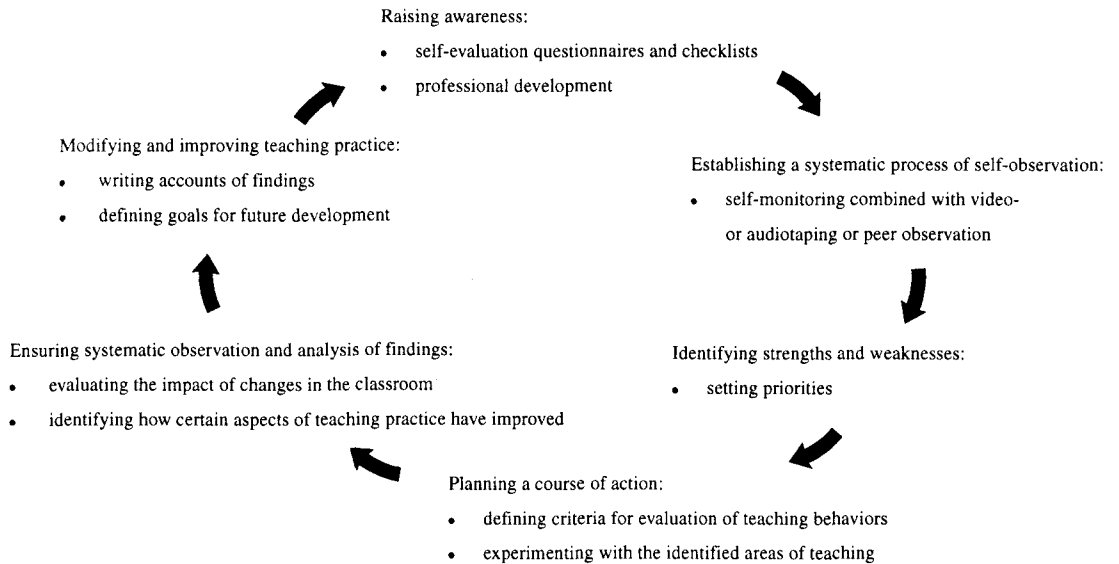 Raising awareness:
• self-evaluation questionnaires and checklists
• professional development
Establishing a systematic process of self-observation:
• self-monitoring combined with video-
or audiotaping or peer observation
Identifying strengths and weaknesses:
• setting priorities
Planning a course of action:
• defining criteria for evaluation of teaching behaviors
• experimenting with the identified areas of teaching
Ensuring systematic observation and analysis of findings:
• evaluating the impact of changes in the classroom
• identifying how certain aspects of teaching practice have improved
Modifying and improving teaching practice:
• writing accounts of findings
• defining goals for future development